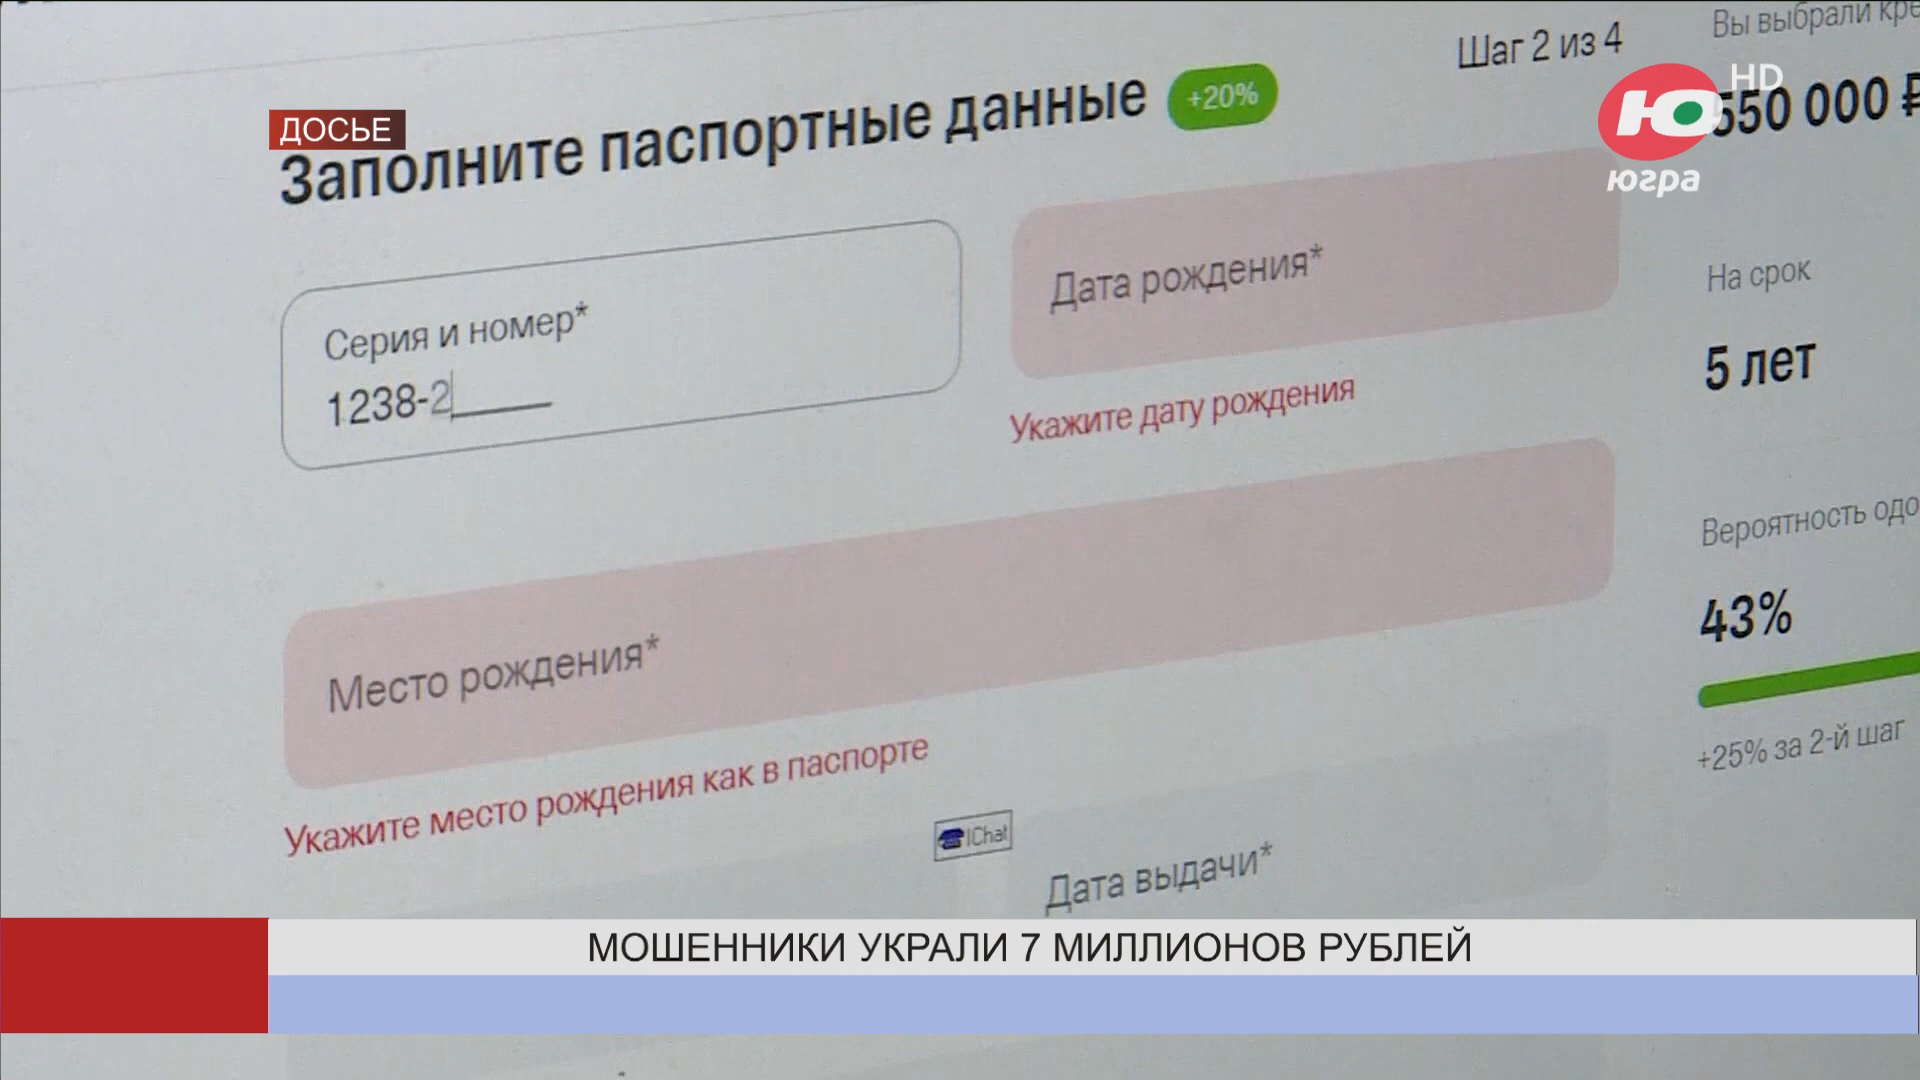 Вы выбрали кре
Шаг 2 из 4
HD
550 000 ₽
Ю
югра
ДОСЬЕ
Заполните паспортные данные +20%
Серия и номер*
1238-2
Дата рождения*
Укажите дату рождения
На срок
5 лет
Место рождения*
Укажите место рождения как в паспорте
Вероятность одо
43%
+25% за 2-й шаг
IChat
Дата выдачи*
МОШЕННИКИ УКРАЛИ 7 МИЛЛИОНОВ РУБЛЕЙ